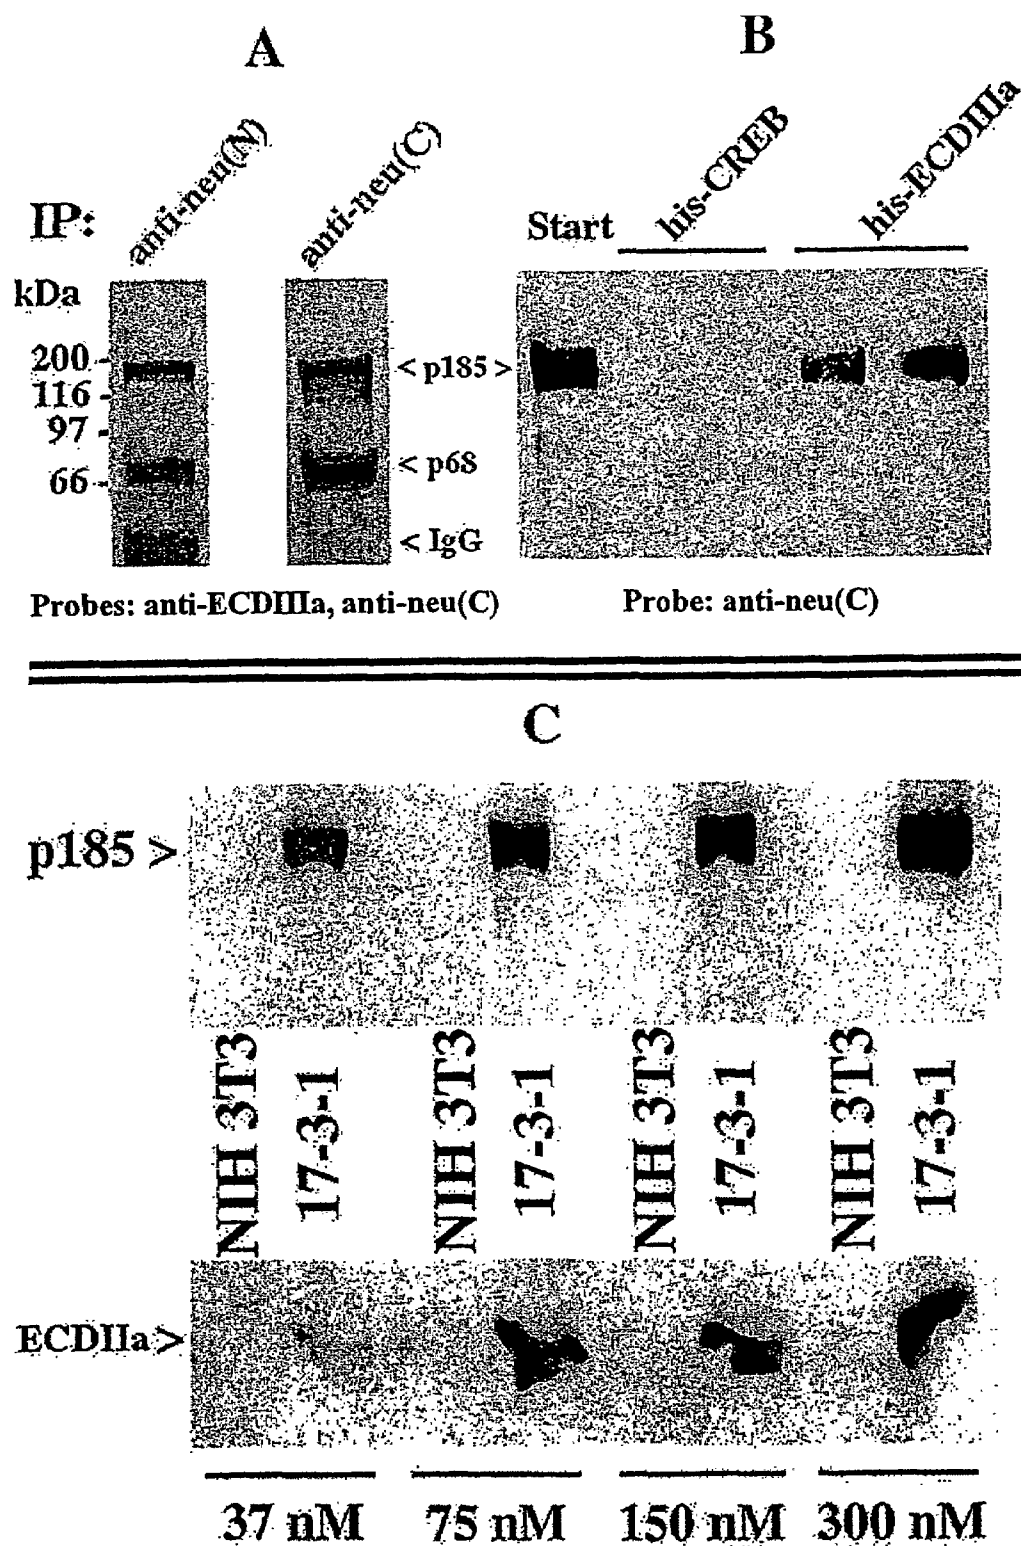 A
B
IP:
anti-neu(N)
anti-neu(C)
Start
his-CREB
his-ECDIIIa
kDa
200
116
97
66
< p185 >
< p68
< IgG
Probes: anti-ECDIIIa, anti-neu(C)
Probe: anti-neu(C)
C
p185 >
NIH 3T3
17-3-1
NIH 3T3
17-3-1
NIH 3T3
17-3-1
NIH 3T3
17-3-1
ECDIIa >
37 nM
75 nM
150 nM
300 nM